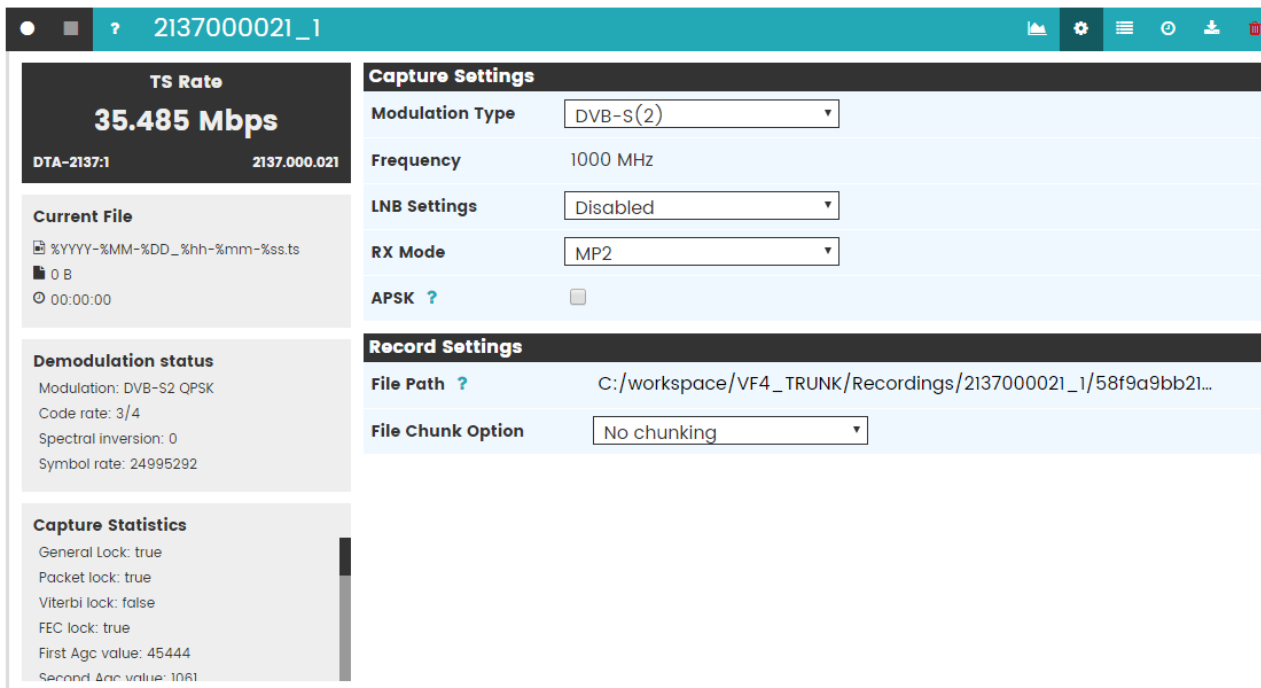 ? 2137000021_1
TS Rate
35.485 Mbps
DTA-2137:1 2137.000.021
Current File
%YYYY-%MM-%DD_%hh-%mm-%ss.ts
0 B
00:00:00
Demodulation status
Modulation: DVB-S2 QPSK
Code rate: 3/4
Spectral inversion: 0
Symbol rate: 24995292
Capture Statistics
General Lock: true
Packet lock: true
Viterbi lock: false
FEC lock: true
First Agc value: 45444
Second Agc value: 1061
Capture Settings
Modulation Type DVB-S(2)
Frequency 1000 MHz
LNB Settings Disabled
RX Mode MP2
APSK ?
Record Settings
File Path ? C:/workspace/VF4_TRUNK/Recordings/2137000021_1/58f9a9bb21...
File Chunk Option No chunking